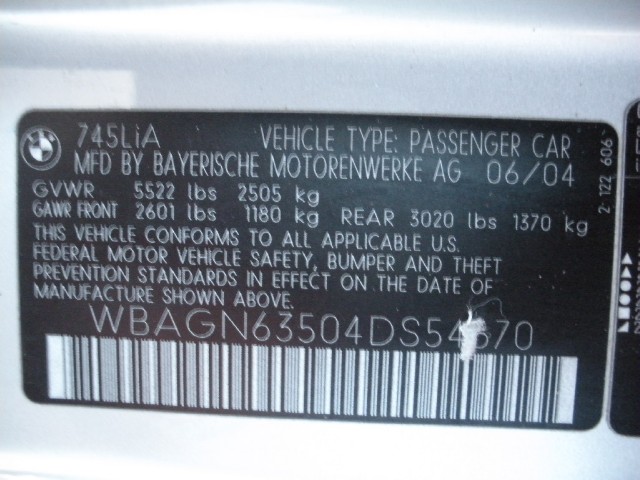 745LiA VEHICLE TYPE: PASSENGER CAR
MFD BY BAYERISCHE MOTORENWERKE AG 06/04
GVWR 5522 lbs 2505 kg
GAWR FRONT 2601 lbs 1180 kg REAR 3020 lbs 1370 kg
THIS VEHICLE CONFORMS TO ALL APPLICABLE U.S.
FEDERAL MOTOR VEHICLE SAFETY, BUMPER AND THEFT
PREVENTION STANDARDS IN EFFECT ON THE DATE OF
MANUFACTURE SHOWN ABOVE.
WBAGN63504DS54670
2 122 606